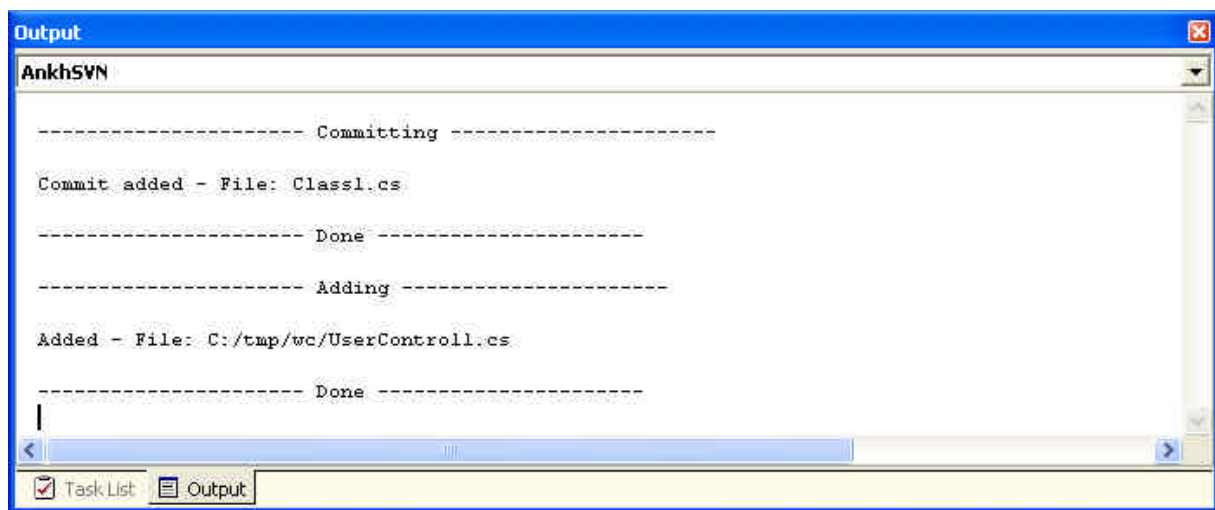 Output
AnkhSVN
---------------------- Committing ----------------------
Commit added - File: Class1.cs
---------------------- Done ----------------------
---------------------- Adding ----------------------
Added - File: C:/tmp/wc/UserControl1.cs
---------------------- Done ----------------------
Task List Output